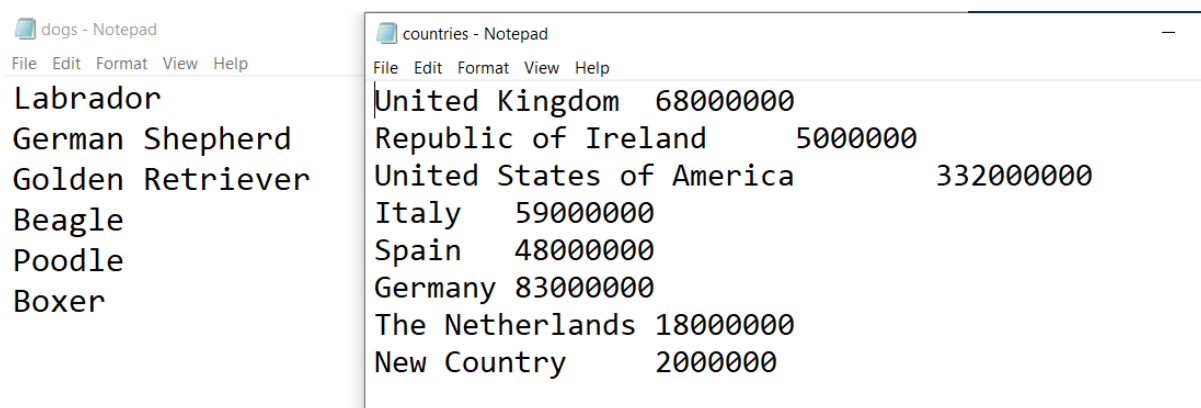 dogs - Notepad
File Edit Format View Help
Labrador
German Shepherd
Golden Retriever
Beagle
Poodle
Boxer
countries - Notepad
File Edit Format View Help
United Kingdom 68000000
Republic of Ireland 5000000
United States of America 332000000
Italy 59000000
Spain 48000000
Germany 83000000
The Netherlands 18000000
New Country 2000000